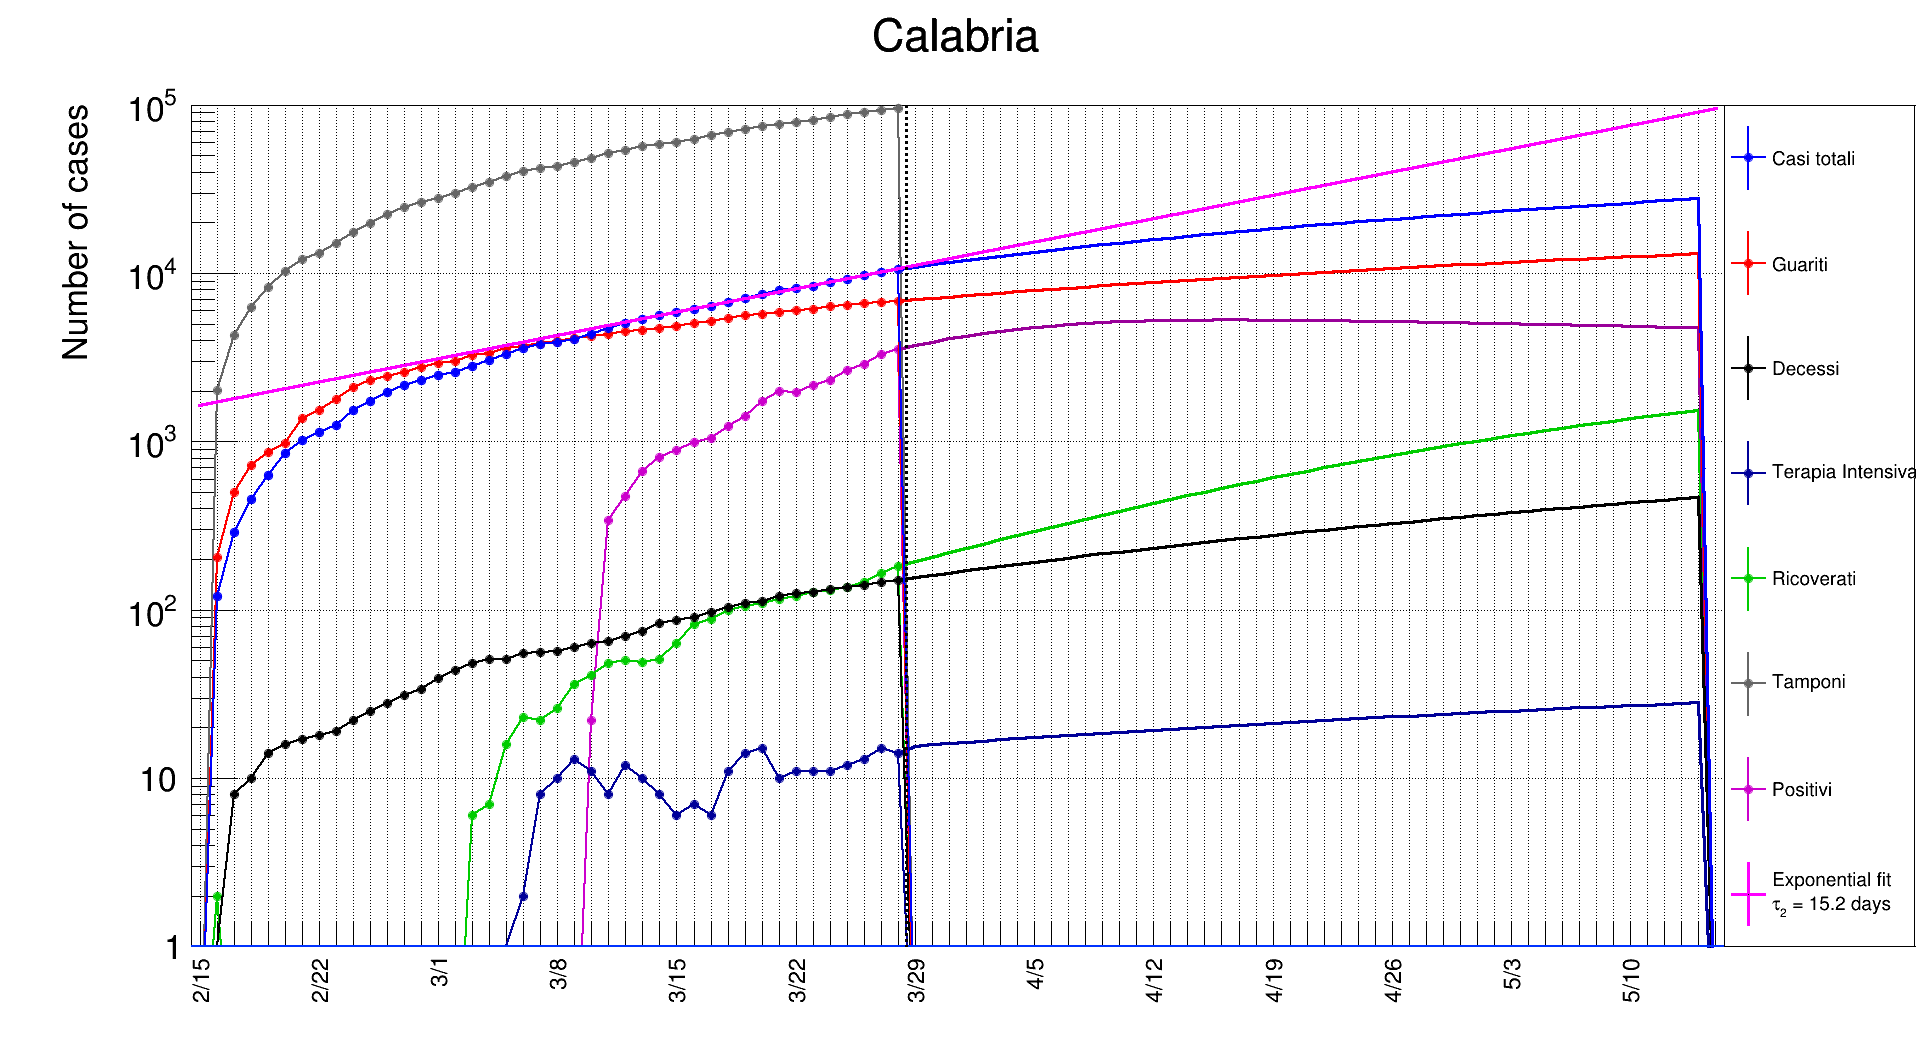 Calabria
Number of cases
10^5
10^4
10^3
10^2
10
1
2/15
2/22
3/1
3/8
3/15
3/22
3/29
4/5
4/12
4/19
4/26
5/3
5/10
Casi totali
Guariti
Decessi
Terapia Intensiva
Ricoverati
Tamponi
Positivi
Exponential fit
τ₂ = 15.2 days